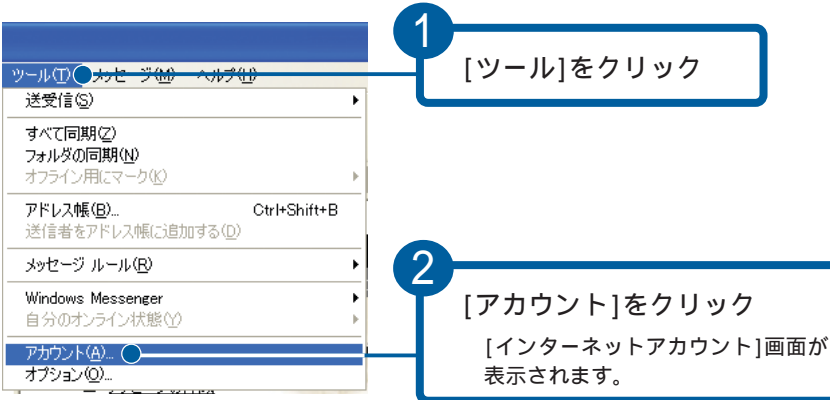 1
[ツール]をクリック
ツール(T) メッセージ(M) ヘルプ(H)
送受信(S)
すべて同期(Z)
フォルダの同期(N)
オフライン用にマーク(K)
アドレス帳(B)... Ctrl+Shift+B
送信者をアドレス帳に追加する(D)
メッセージ ルール(R)
Windows Messenger
自分のオンライン状態(Y)
アカウント(A)...
オプション(O)...
2
[アカウント]をクリック
[インターネットアカウント]画面が
表示されます。